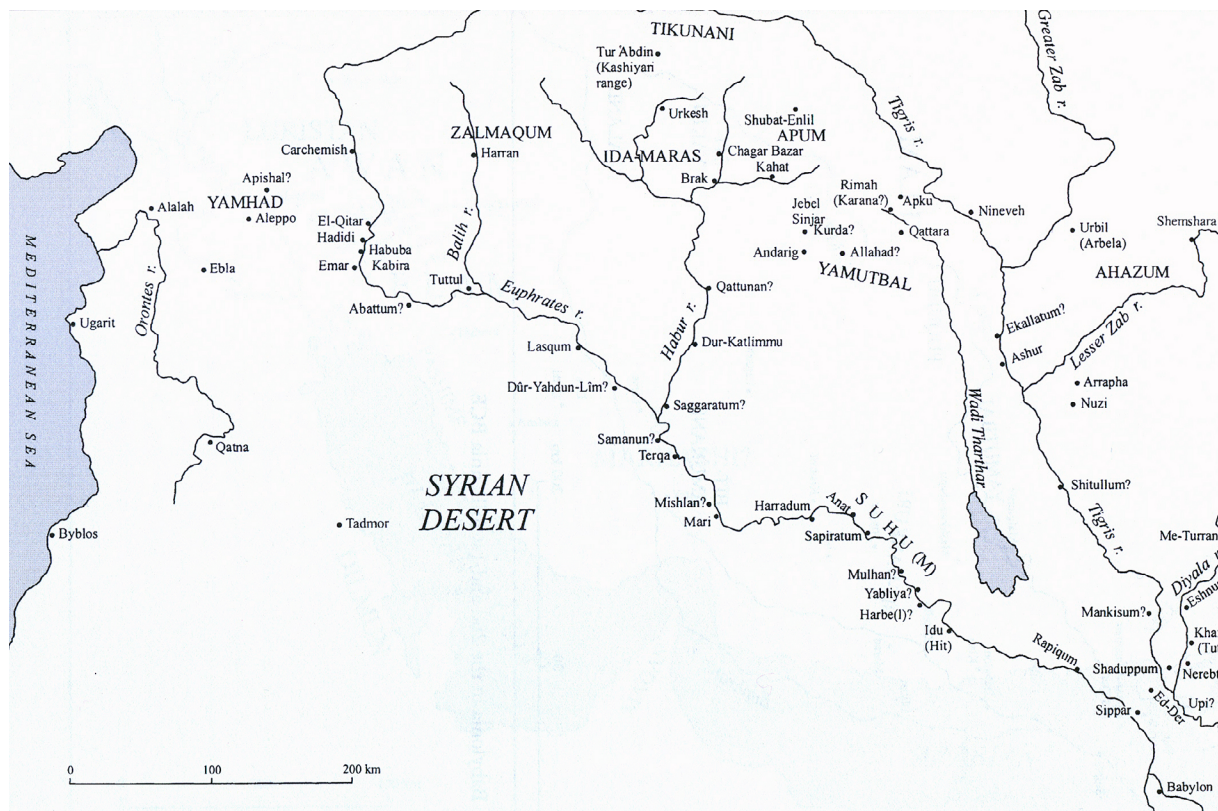 TIKUNANI
Tur 'Abdin
(Kashiyari
range)
Greater Zab r.
Urkesh
Shubat-Enlil
APUM
Tigris r.
ZALMAQUM
Harran
Carchemish
IDA-MARAS
Chagar Bazar
Kahat
Brak
Apishal?
YAMHAD
Aleppo
Alalah
Rimah
(Karana?)
Apku
Nineveh
Jebel
Sinjar
Kurda?
Qattara
Urbil
(Arbela)
Shemshara
El-Qitar
Hadidi
Habuba
Kabira
Emar
Balih r.
Andarig
Allahad?
YAMUTBAL
AHAZUM
Ebla
Tuttul
Abattum?
Euphrates r.
Qattunan?
Orontes r.
Ugarit
MEDITERRANEAN SEA
Lasqum
Habur r.
Dur-Katlimmu
Ekallatum?
Ashur
Lesser Zab r.
Dûr-Yahdun-Lîm?
Saggaratum?
Arrapha
Nuzi
Wadi Tharthar
Qatna
Samanun?
Terqa
SYRIAN
DESERT
Mishlan?
Mari
Harradum
Anat
SUHU (M)
Sapiratum
Shitullum?
Tigris r.
Tadmor
Byblos
Me-Turran
Diyala r
Eshnu
Mulhan?
Yabliya?
Harbe(l)?
Idu
(Hit)
Mankisum?
Kha
(Tu
Rapiqum
Shaduppum
Nerebt
Ed-Der
Upi?
Sippar
Babylon
0 100 200 km